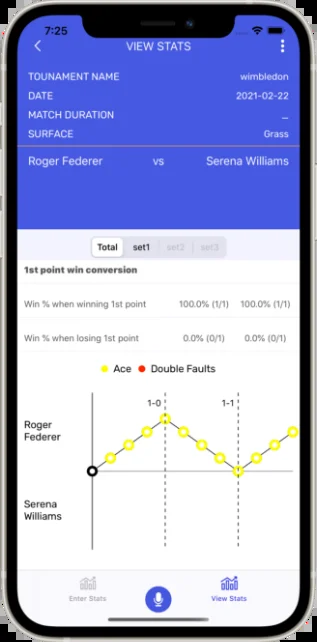 7:25
VIEW STATS
TOUNAMENT NAME wimbledon
DATE 2021-02-22
MATCH DURATION _
SURFACE Grass
Roger Federer vs Serena Williams
Total set1 set2 set3
1st point win conversion
Win % when winning 1st point 100.0% (1/1) 100.0% (1/1)
Win % when losing 1st point 0.0% (0/1) 0.0% (0/1)
Ace Double Faults
1-0 1-1
Roger
Federer
Serena
Williams
Enter Stats View Stats